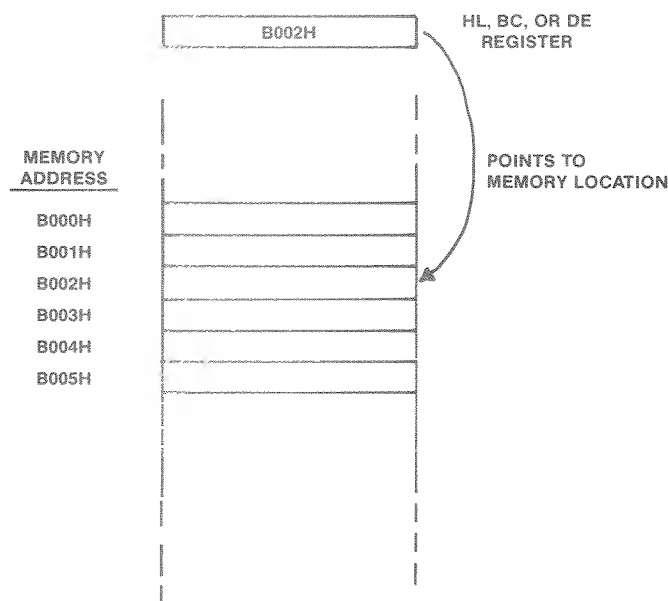 B002H
HL, BC, OR DE
REGISTER
POINTS TO
MEMORY LOCATION
MEMORY
ADDRESS
B000H
B001H
B002H
B003H
B004H
B005H